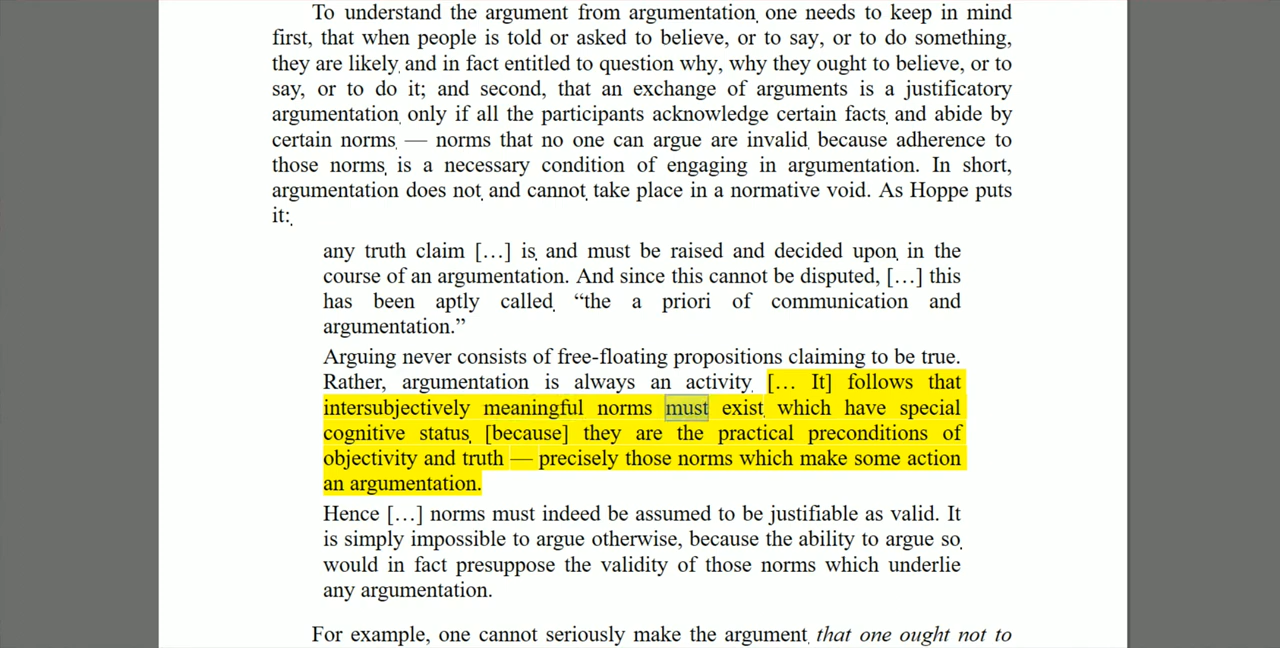 To understand the argument from argumentation one needs to keep in mind
first, that when people is told or asked to believe, or to say, or to do something,
they are likely and in fact entitled to question why, why they ought to believe, or to
say, or to do it; and second, that an exchange of arguments is a justificatory
argumentation only if all the participants acknowledge certain facts and abide by
certain norms — norms that no one can argue are invalid because adherence to
those norms is a necessary condition of engaging in argumentation. In short,
argumentation does not and cannot take place in a normative void. As Hoppe puts
it:
any truth claim […] is and must be raised and decided upon in the
course of an argumentation. And since this cannot be disputed, […] this
has been aptly called “the a priori of communication and
argumentation.”
Arguing never consists of free-floating propositions claiming to be true.
Rather, argumentation is always an activity [… It] follows that
intersubjectively meaningful norms must exist which have special
cognitive status [because] they are the practical preconditions of
objectivity and truth — precisely those norms which make some action
an argumentation.
Hence […] norms must indeed be assumed to be justifiable as valid. It
is simply impossible to argue otherwise, because the ability to argue so
would in fact presuppose the validity of those norms which underlie
any argumentation.
For example, one cannot seriously make the argument that one ought not to